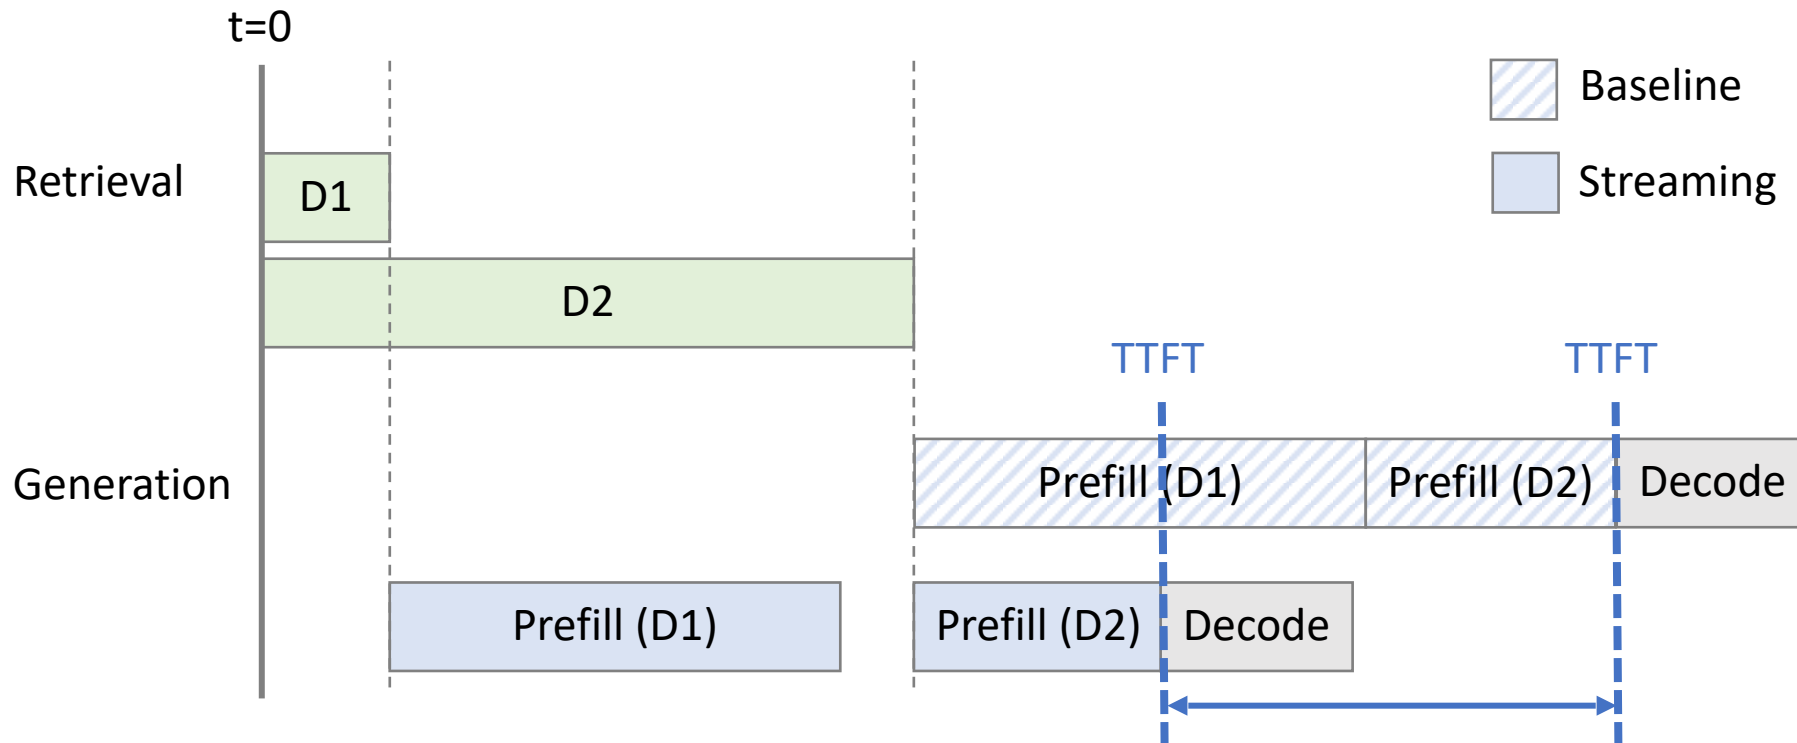 t=0
Baseline
Retrieval
D1
Streaming
D2
TTFT
TTFT
Generation
Prefill (D1)
Prefill (D2)
Decode
Prefill (D1)
Prefill (D2)
Decode